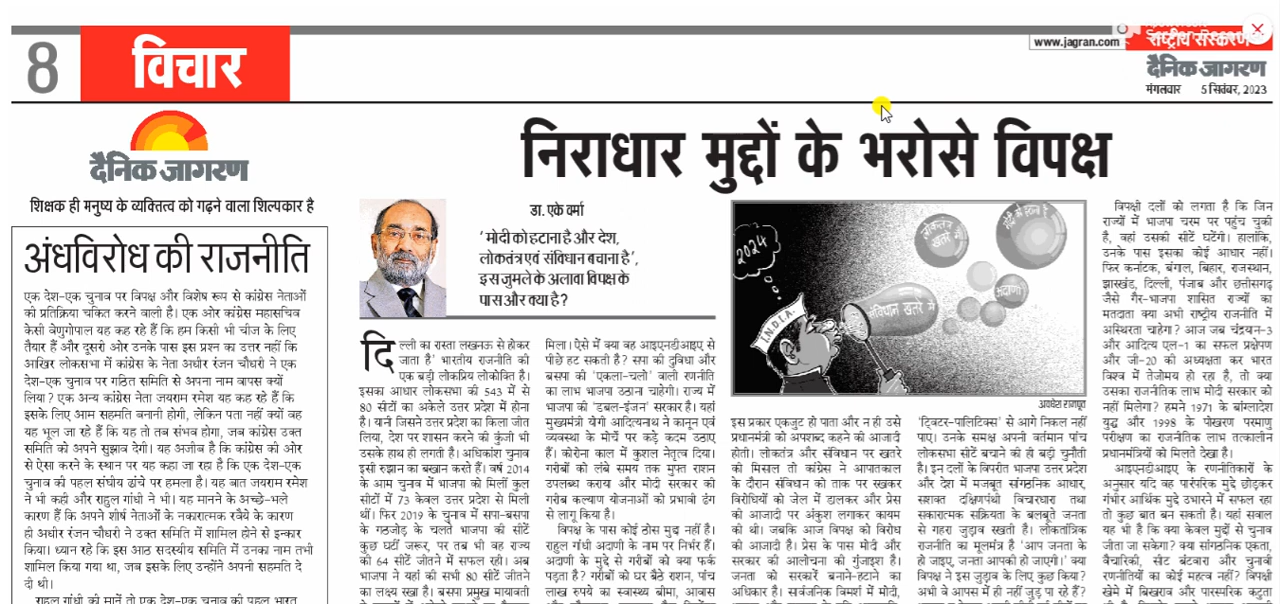 8
विचार
www.jagran.com
राष्ट्रीय संस्करण
दैनिक जागरण
मंगलवार 5 सितंबर, 2023
दैनिक जागरण
शिक्षक ही मनुष्य के व्यक्तित्व को गढ़ने वाला शिल्पकार है
अंधविरोध की राजनीति
एक देश-एक चुनाव पर विपक्ष और विशेष रूप से कांग्रेस नेताओं
की प्रतिक्रिया चकित करने वाली है। एक ओर कांग्रेस महासचिव
केसी वेणुगोपाल यह कह रहे हैं कि हम किसी भी चीज के लिए
तैयार हैं और दूसरी ओर उनके पास इस प्रश्न का उत्तर नहीं कि
आखिर लोकसभा में कांग्रेस के नेता अधीर रंजन चौधरी ने एक
देश-एक चुनाव पर गठित समिति से अपना नाम वापस क्यों
लिया? एक अन्य कांग्रेस नेता जयराम रमेश यह कह रहे हैं कि
इसके लिए आम सहमति बनानी होगी, लेकिन पता नहीं क्यों वह
यह भूल जा रहे हैं कि यह तो तब संभव होगा, जब कांग्रेस उक्त
समिति को अपने सुझाव देगी। यह अजीब है कि कांग्रेस की ओर
से ऐसा करने के स्थान पर यह कहा जा रहा है कि एक देश-एक
चुनाव की पहल संघीय ढांचे पर हमला है। यह बात जयराम रमेश
ने भी कही और राहुल गांधी ने भी। यह मानने के अच्छे-भले
कारण हैं कि अपने शीर्ष नेताओं के नकारात्मक रवैये के कारण
ही अधीर रंजन चौधरी ने उक्त समिति में शामिल होने से इन्कार
किया। ध्यान रहे कि इस आठ सदस्यीय समिति में उनका नाम तभी
शामिल किया गया था, जब इसके लिए उन्होंने अपनी सहमति दे
दी थी।
राहुल गांधी की मानें तो एक देश-एक चुनाव की पहल भारत
निराधार मुद्दों के भरोसे विपक्ष
डा. एके वर्मा
‘मोदी को हटाना है और देश,
लोकतंत्र एवं संविधान बचाना है’,
इस जुमले के अलावा विपक्ष के
पास और क्या है?
दिल्ली का रास्ता लखनऊ से होकर
जाता है’ भारतीय राजनीति की
एक बड़ी लोकप्रिय लोकोक्ति है।
इसका आधार लोकसभा की 543 में से
80 सीटों का अकेले उत्तर प्रदेश में होना
है। यानी जिसने उत्तर प्रदेश का किला जीत
लिया, देश पर शासन करने की कुंजी भी
उसके हाथ ही लगती है। अधिकांश चुनाव
इसी रुझान का बखान करते हैं। वर्ष 2014
के आम चुनाव में भाजपा को मिलीं कुल
सीटों में 73 केवल उत्तर प्रदेश से मिली
थीं। फिर 2019 के चुनाव में सपा-बसपा
के गठजोड़ के चलते भाजपा की सीटें
कुछ घटीं जरूर, पर तब भी वह राज्य
की 64 सीटें जीतने में सफल रही। अब
भाजपा ने यहां की सभी 80 सीटें जीतने
का लक्ष्य रखा है। बसपा प्रमुख मायावती
मिला। ऐसे में क्या वह आइएनडीआइए से
पीछे हट सकती है? सपा की दुविधा और
बसपा की ‘एकला-चलो’ वाली रणनीति
का लाभ भाजपा उठाना चाहेगी। राज्य में
भाजपा की ‘डबल-इंजन’ सरकार है। यहां
मुख्यमंत्री योगी आदित्यनाथ ने कानून एवं
व्यवस्था के मोर्चे पर कड़े कदम उठाए
हैं। कोरोना काल में कुशल नेतृत्व दिया।
गरीबों को लंबे समय तक मुफ्त राशन
उपलब्ध कराय और मोदी सरकार की
गरीब कल्याण योजनाओं को प्रभावी ढंग
से लागू किया है।
विपक्ष के पास कोई ठोस मुद्दा नहीं है।
राहुल गांधी अदाणी के नाम पर निर्भर हैं।
अदाणी के मुद्दे से गरीबों को क्या फर्क
पड़ता है? गरीबों को घर बैठे राशन, पांच
लाख रुपये का स्वास्थ्य बीमा, आवास
2024
I.N.D.I.A.
संविधान खतरे में
लोकतंत्र खतरे में
मोदी को हटाना है
अदाणी
अवधेश राजपूत
इस प्रकार एकजुट हो पाता और न ही उसे
प्रधानमंत्री को अपशब्द कहने की आजादी
होती। लोकतंत्र और संविधान पर खतरे
की मिसाल तो कांग्रेस ने आपातकाल
के दौरान संविधान को ताक पर रखकर
विरोधियों को जेल में डालकर और प्रेस
की आजादी पर अंकुश लगाकर कायम
की थी। जबकि आज विपक्ष को विरोध
की आजादी है। प्रेस के पास मोदी और
सरकार की आलोचना की गुंजाइश है।
जनता को सरकारें बनाने-हटाने का
अधिकार है। सार्वजनिक विमर्श में मोदी,
‘ट्विटर-पालिटिक्स’ से आगे निकल नहीं
पाए। उनके समक्ष अपनी वर्तमान पांच
लोकसभा सीटें बचाने की ही बड़ी चुनौती
है। इन दलों के विपरीत भाजपा उत्तर प्रदेश
और देश में मजबूत सांगठनिक आधार,
सशक्त दक्षिणपंथी विचारधारा तथा
सकारात्मक सक्रियता के बलबूते जनता
से गहरा जुड़ाव रखती है। लोकतांत्रिक
राजनीति का मूलमंत्र है ‘आप जनता के
हो जाइए, जनता आपकी हो जाएगी।’ क्या
विपक्ष ने इस जुड़ाव के लिए कुछ किया?
अभी वे आपस में ही नहीं जुड़ पा रहे हैं?
विपक्षी दलों को लगता है कि जिन
राज्यों में भाजपा चरम पर पहुंच चुकी
है, वहां उसकी सीटें घटेंगी। हालांकि,
उनके पास इसका कोई आधार नहीं।
फिर कर्नाटक, बंगाल, बिहार, राजस्थान,
झारखंड, दिल्ली, पंजाब और छत्तीसगढ़
जैसे गैर-भाजपा शासित राज्यों का
मतदाता क्या अभी राष्ट्रीय राजनीति में
अस्थिरता चाहेगा? आज जब चंद्रयान-3
और आदित्य एल-1 का सफल प्रक्षेपण
और जी-20 की अध्यक्षता कर भारत
विश्व में तेजोमय हो रहा है, तो क्या
उसका राजनीतिक लाभ मोदी सरकार को
नहीं मिलेगा? हमने 1971 के बांग्लादेश
युद्ध और 1998 के पोखरण परमाणु
परीक्षण का राजनीतिक लाभ तत्कालीन
प्रधानमंत्रियों को मिलते देखा है।
आइएनडीआइए के रणनीतिकारों के
अनुसार यदि वह पारंपरिक मुद्दे छोड़कर
गंभीर आर्थिक मुद्दे उभारने में सफल रहा
तो कुछ बात बन सकती है। यहां सवाल
यह भी है कि क्या केवल मुद्दों से चुनाव
जीता जा सकेगा? क्या सांगठनिक एकता,
वैचारिकी, सीट बंटवारा और चुनावी
रणनीतियों का कोई महत्व नहीं? विपक्षी
खेमे में बिखराव और पारस्परिक कटुता